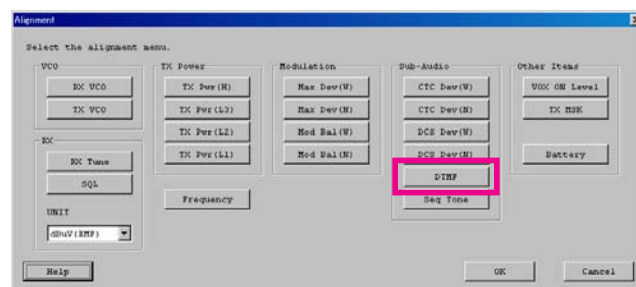 Alignment
Select the alignment menu.
VCO
RX VCO
TX VCO
RX
RX Tune
SQL
UNIT
dBuV(EMF)
TX Power
TX Pwr(H)
TX Pwr(L3)
TX Pwr(L2)
TX Pwr(L1)
Frequency
Modulation
Max Dev(W)
Max Dev(N)
Mod Bal(W)
Mod Bal(N)
Sub-Audio
CTC Dev(W)
CTC Dev(N)
DCS Dev(W)
DCS Dev(N)
DTMF
Seq Tone
Other Items
VOX ON Level
TX MSK
Battery
Help
OK
Cancel